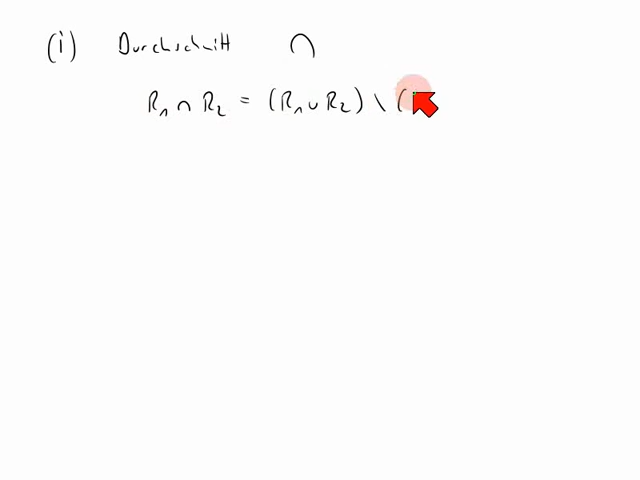 (i) Durchschnitt ∩
R₁ ∩ R₂ = (R₁ ∪ R₂) \ (